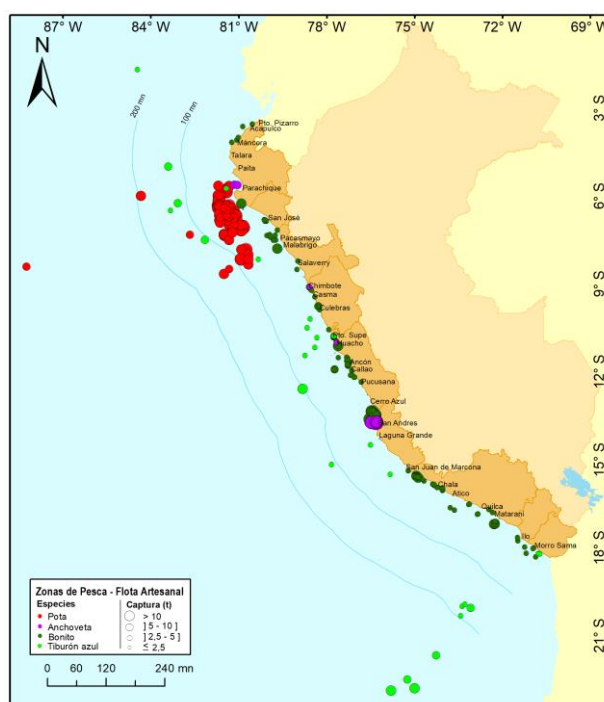 87° W 84° W 81° W 78° W 75° W 72° W 69° W
N
200 mn
100 mn
3° S
6° S
9° S
12° S
15° S
18° S
21° S
Pto. Pizarro
Acapulco
Máncora
Talara
Paita
Parachique
San José
Pacasmayo
Malabrigo
Salaverry
Chimbote
Casma
Culebras
Pto. Supe
Huacho
Ancón
Callao
Pucusana
Cerro Azul
San Andres
Laguna Grande
San Juan de Marcona
Chala
Atico
Quilca
Matarani
Ilo
Morro Sama
Zonas de Pesca - Flota Artesanal
Especies Captura (t)
Pota > 10
Anchoveta ] 5 - 10 ]
Bonito ] 2,5 - 5 ]
Tiburón azul ≤ 2,5
0 60 120 180 240 mn